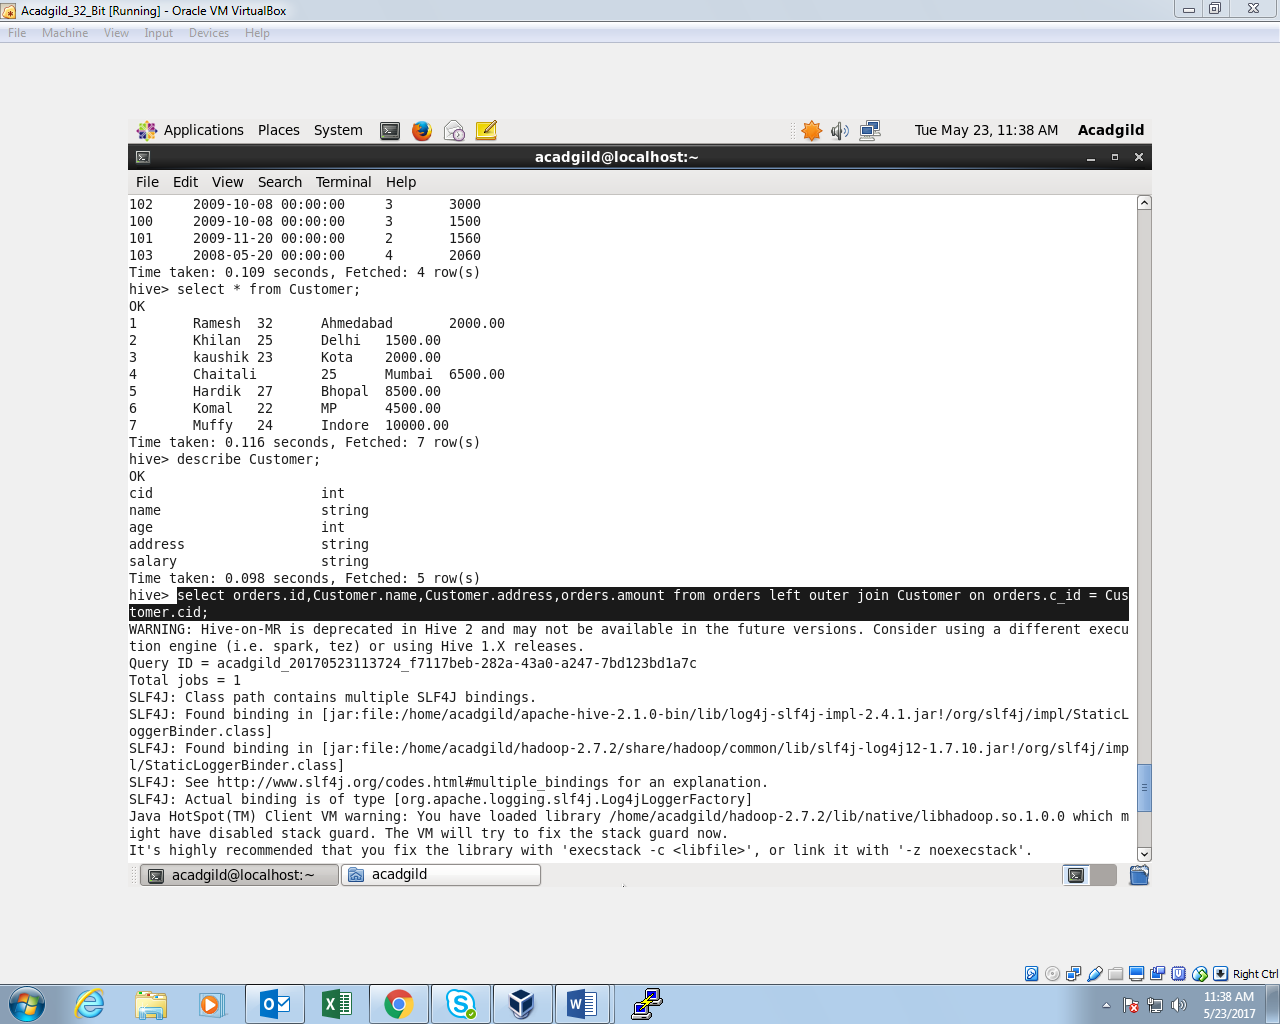 Acadgild_32_Bit [Running] - Oracle VM VirtualBox
File Machine View Input Devices Help
Applications Places System Tue May 23, 11:38 AM Acadgild
acadgild@localhost:~
File Edit View Search Terminal Help
102 2009-10-08 00:00:00 3 3000
100 2009-10-08 00:00:00 3 1500
101 2009-11-20 00:00:00 2 1560
103 2008-05-20 00:00:00 4 2060
Time taken: 0.109 seconds, Fetched: 4 row(s)
hive> select * from Customer;
OK
1 Ramesh 32 Ahmedabad 2000.00
2 Khilan 25 Delhi 1500.00
3 kaushik 23 Kota 2000.00
4 Chaitali 25 Mumbai 6500.00
5 Hardik 27 Bhopal 8500.00
6 Komal 22 MP 4500.00
7 Muffy 24 Indore 10000.00
Time taken: 0.116 seconds, Fetched: 7 row(s)
hive> describe Customer;
OK
cid int
name string
age int
address string
salary string
Time taken: 0.098 seconds, Fetched: 5 row(s)
hive> select orders.id,Customer.name,Customer.address,orders.amount from orders left outer join Customer on orders.c_id = Cus
tomer.cid;
WARNING: Hive-on-MR is deprecated in Hive 2 and may not be available in the future versions. Consider using a different execu
tion engine (i.e. spark, tez) or using Hive 1.X releases.
Query ID = acadgild_20170523113724_f7117beb-282a-43a0-a247-7bd123bd1a7c
Total jobs = 1
SLF4J: Class path contains multiple SLF4J bindings.
SLF4J: Found binding in [jar:file:/home/acadgild/apache-hive-2.1.0-bin/lib/log4j-slf4j-impl-2.4.1.jar!/org/slf4j/impl/StaticL
oggerBinder.class]
SLF4J: Found binding in [jar:file:/home/acadgild/hadoop-2.7.2/share/hadoop/common/lib/slf4j-log4j12-1.7.10.jar!/org/slf4j/imp
l/StaticLoggerBinder.class]
SLF4J: See http://www.slf4j.org/codes.html#multiple_bindings for an explanation.
SLF4J: Actual binding is of type [org.apache.logging.slf4j.Log4jLoggerFactory]
Java HotSpot(TM) Client VM warning: You have loaded library /home/acadgild/hadoop-2.7.2/lib/native/libhadoop.so.1.0.0 which m
ight have disabled stack guard. The VM will try to fix the stack guard now.
It's highly recommended that you fix the library with 'execstack -c <libfile>', or link it with '-z noexecstack'.
acadgild@localhost:~ acadgild
Right Ctrl
11:38 AM
5/23/2017